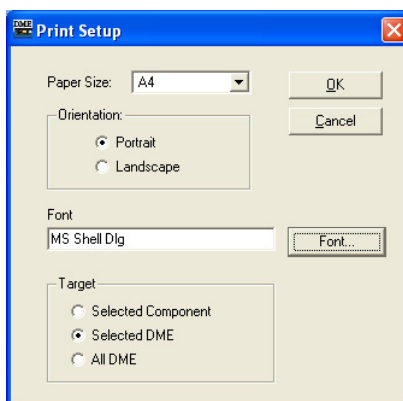 DME Print Setup
Paper Size: A4 OK
Orientation: Cancel
Portrait
Landscape
Font
MS Shell Dlg Font...
Target
Selected Component
Selected DME
All DME